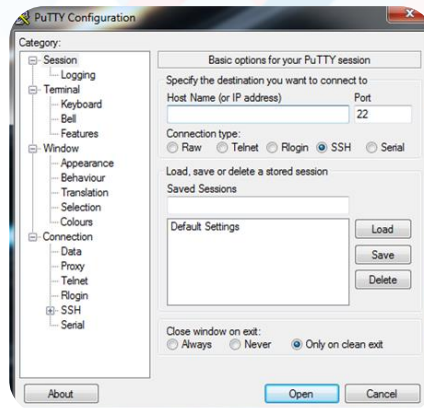 PuTTY Configuration
Category:
Session
Logging
Terminal
Keyboard
Bell
Features
Window
Appearance
Behaviour
Translation
Selection
Colours
Connection
Data
Proxy
Telnet
Rlogin
SSH
Serial
Basic options for your PuTTY session
Specify the destination you want to connect to
Host Name (or IP address) Port
22
Connection type:
Raw Telnet Rlogin SSH Serial
Load, save or delete a stored session
Saved Sessions
Default Settings
Load
Save
Delete
Close window on exit:
Always Never Only on clean exit
About Open Cancel